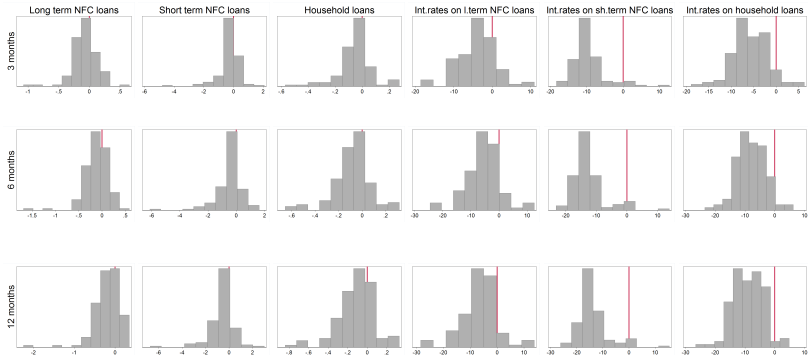 Long term NFC loans Short term NFC loans Household loans Int.rates on l.term NFC loans Int.rates on sh.term NFC loans Int.rates on household loans
3 months
-1 -.5 0 .5 -6 -4 -2 0 2 -.6 -.4 -.2 0 .2 -20 -10 0 10 -20 -10 0 10 -20 -15 -10 -5 0 5
6 months
-1.5 -1 -.5 0 .5 -6 -4 -2 0 2 -.6 -.4 -.2 0 .2 -30 -20 -10 0 10 -20 -10 0 10 -30 -20 -10 0 10
12 months
-2 -1 0 -6 -4 -2 0 2 -.8 -.6 -.4 -.2 0 .2 -30 -20 -10 0 10 -30 -20 -10 0 10 -30 -20 -10 0 10